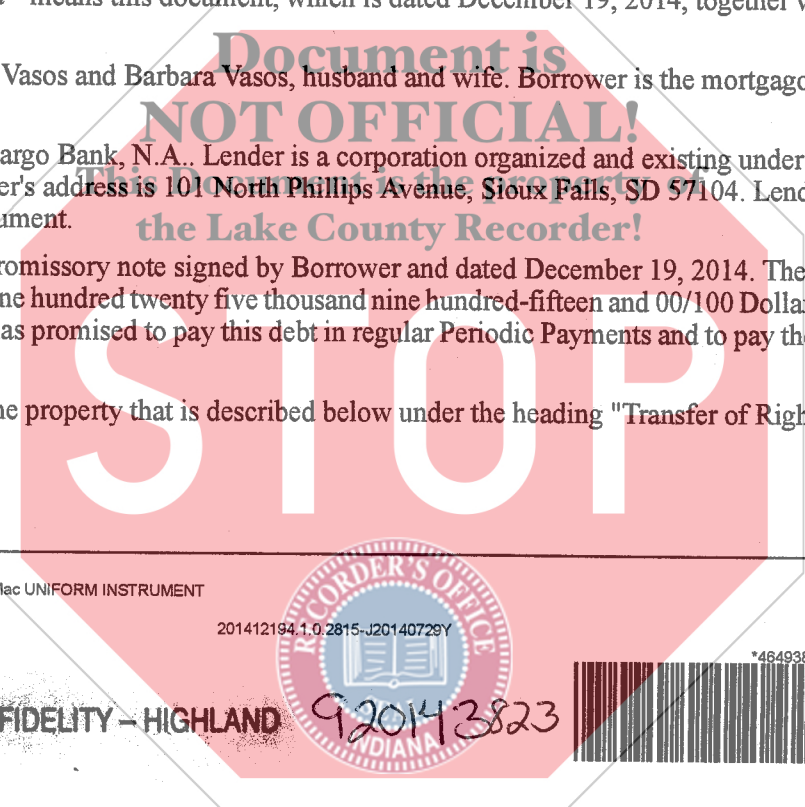 means this document, which is dated December 19, 2014, together
Document is
Vasos and Barbara Vasos, husband and wife. Borrower is the mortgago
NOT OFFICIAL!
argo Bank, N.A.. Lender is a corporation organized and existing under
This Document is the property of
er's address is 101 North Phillips Avenue, Sioux Falls, SD 57104. Lend
ument.
the Lake County Recorder!
romissory note signed by Borrower and dated December 19, 2014. The
ne hundred twenty five thousand nine hundred-fifteen and 00/100 Dolla
as promised to pay this debt in regular Periodic Payments and to pay th
STOP
he property that is described below under the heading "Transfer of Righ
Mac UNIFORM INSTRUMENT
RECORDER'S OFFICE
201412194.1.0.2815-J20140729Y
*464938
FIDELITY – HIGHLAND 920143823
INDIANA